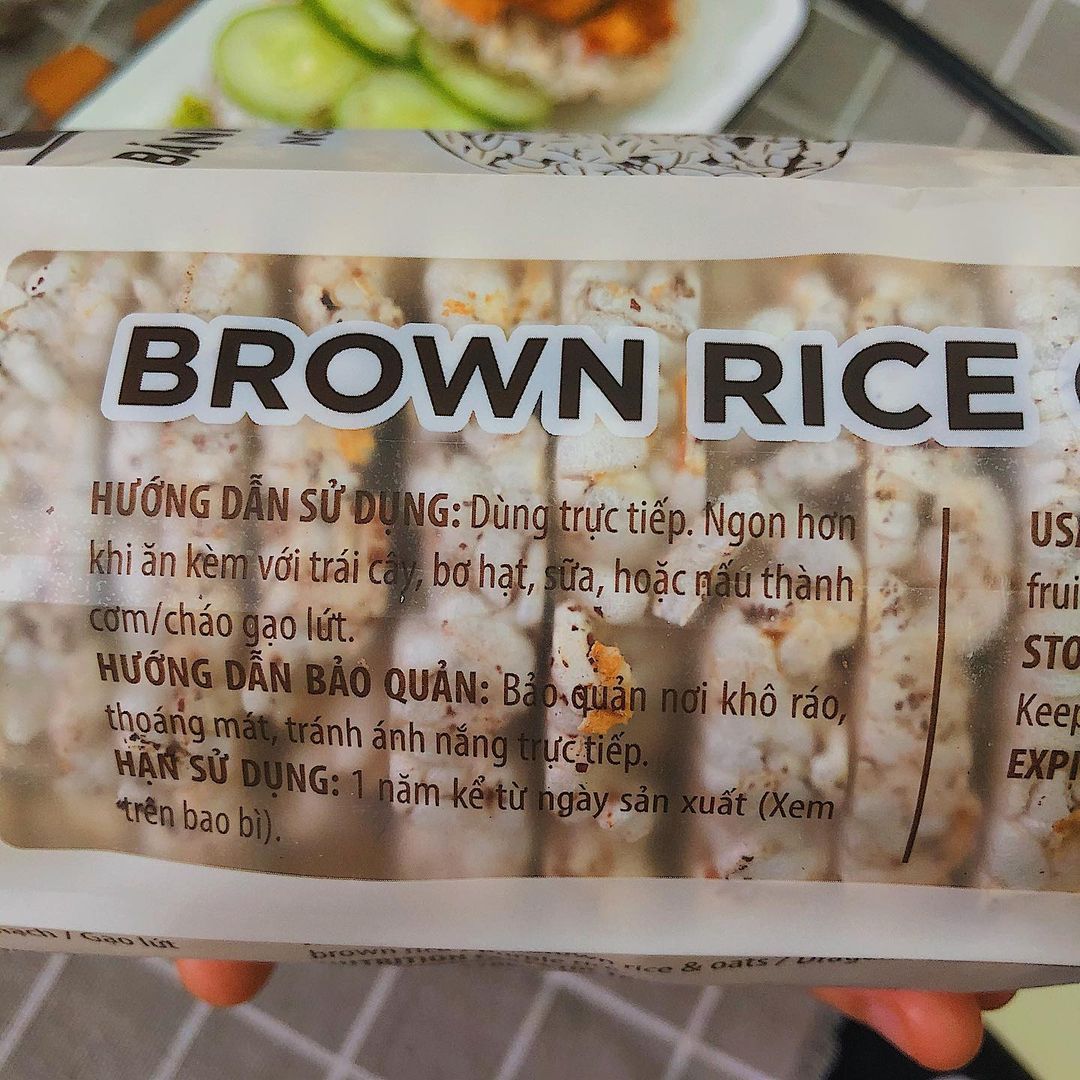 BROWN RICE
HƯỚNG DẪN SỬ DỤNG: Dùng trực tiếp. Ngon hơn
khi ăn kèm với trái cây, bơ hạt, sữa, hoặc nấu thành
cơm/cháo gạo lứt.
HƯỚNG DẪN BẢO QUẢN: Bảo quản nơi khô ráo,
thoáng mát, tránh ánh nắng trực tiếp.
HẠN SỬ DỤNG: 1 năm kể từ ngày sản xuất (Xem
trên bao bì).
STO
Keep
EXPI
/ Gạo lứt
brown rice
rice & oats /